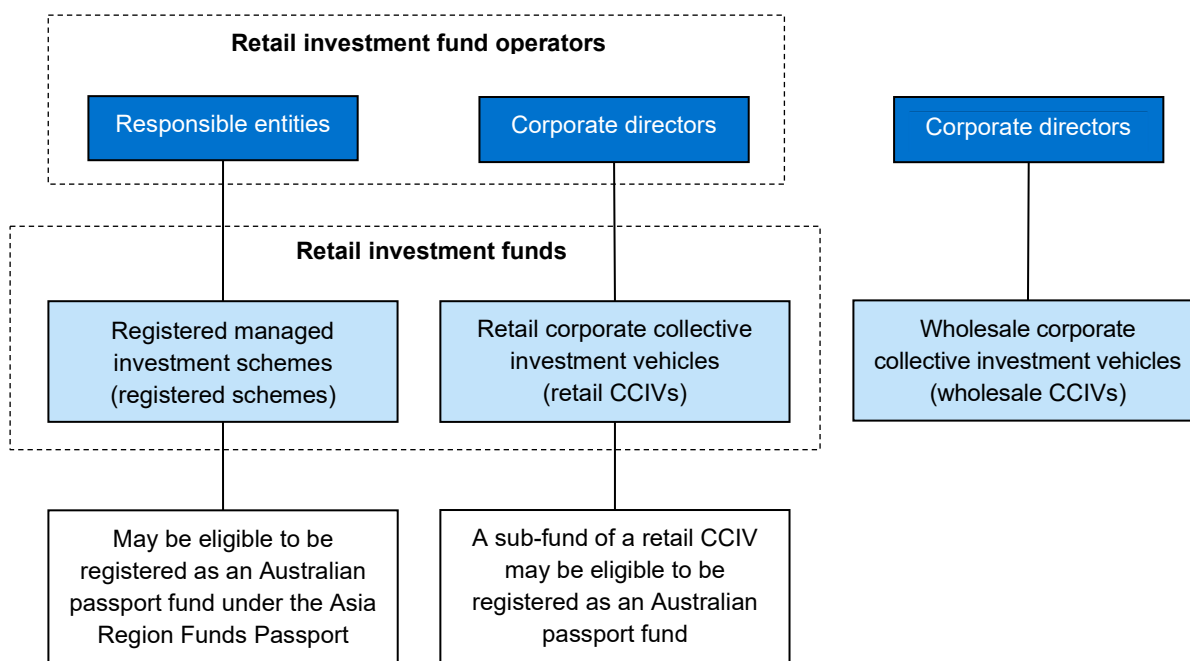 Retail investment fund operators
Responsible entities
Corporate directors
Corporate directors
Retail investment funds
Registered managed
investment schemes
(registered schemes)
Retail corporate collective
investment vehicles
(retail CCIVs)
Wholesale corporate
collective investment vehicles
(wholesale CCIVs)
May be eligible to be
registered as an Australian
passport fund under the Asia
Region Funds Passport
A sub-fund of a retail CCIV
may be eligible to be
registered as an Australian
passport fund